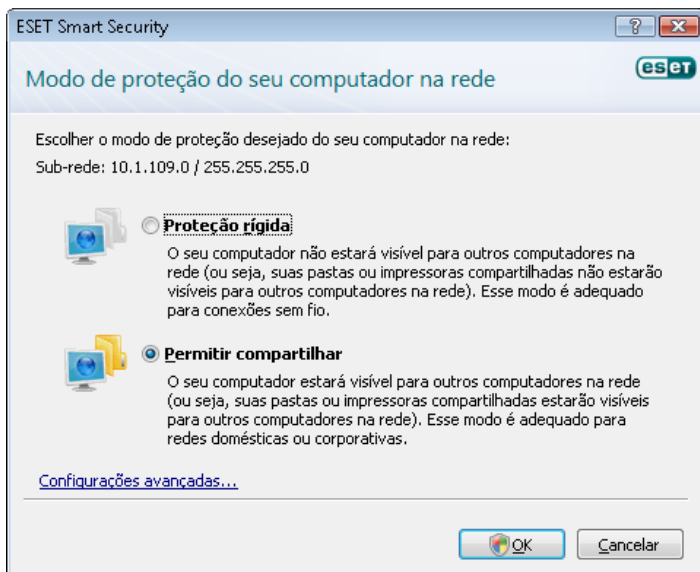 ESET Smart Security
Modo de proteção do seu computador na rede
eseT
Escolher o modo de proteção desejado do seu computador na rede:
Sub-rede: 10.1.109.0 / 255.255.255.0
Proteção rígida
O seu computador não estará visível para outros computadores na
rede (ou seja, suas pastas ou impressoras compartilhadas não estarão
visíveis para outros computadores na rede). Esse modo é adequado
para conexões sem fio.
Permitir compartilhar
O seu computador estará visível para outros computadores na rede
(ou seja, suas pastas ou impressoras compartilhadas estarão visíveis
para outros computadores na rede). Esse modo é adequado para
redes domésticas ou corporativas.
Configurações avançadas...
OK
Cancelar